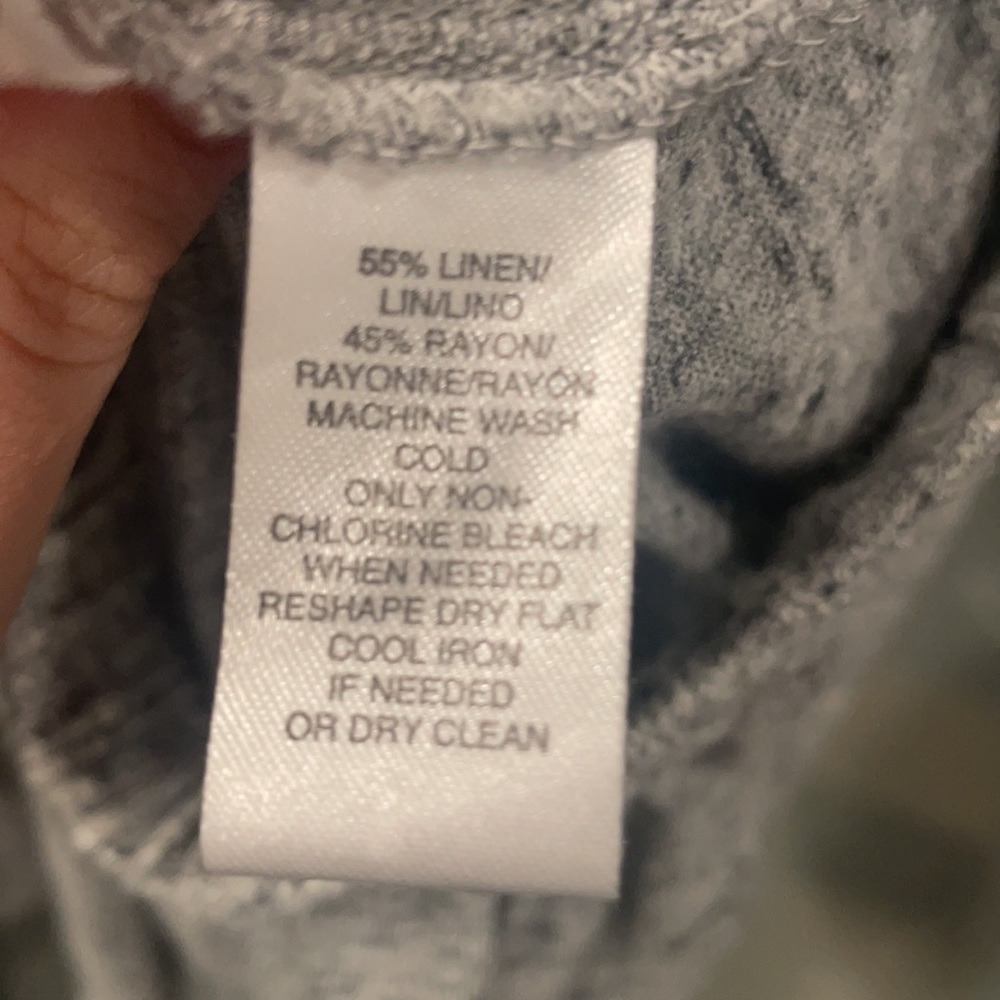 55% LINEN/
LIN/LINO
45% RAYON/
RAYONNE/RAYÓN
MACHINE WASH
COLD
ONLY NON-
CHLORINE BLEACH
WHEN NEEDED
RESHAPE DRY FLAT
COOL IRON
IF NEEDED
OR DRY CLEAN